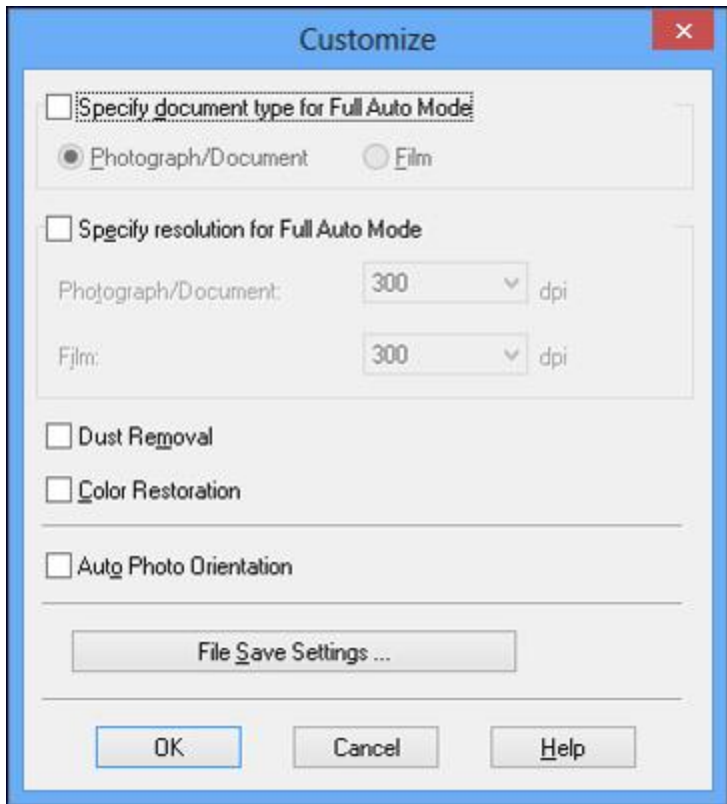 Customize
Specify document type for Full Auto Mode
Photograph/Document Film
Specify resolution for Full Auto Mode
Photograph/Document: 300 dpi
Film: 300 dpi
Dust Removal
Color Restoration
Auto Photo Orientation
File Save Settings ...
OK Cancel Help